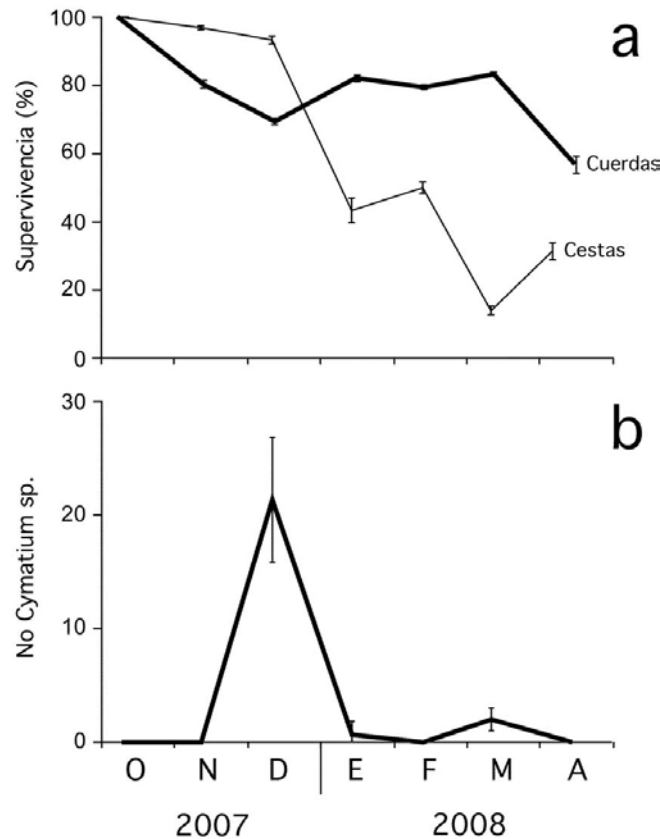 a
Supervivencia (%)
100
80
60
40
20
0
Cuerdas
Cestas
b
No Cymatium sp.
30
20
10
0
O N D E F M A
2007 2008